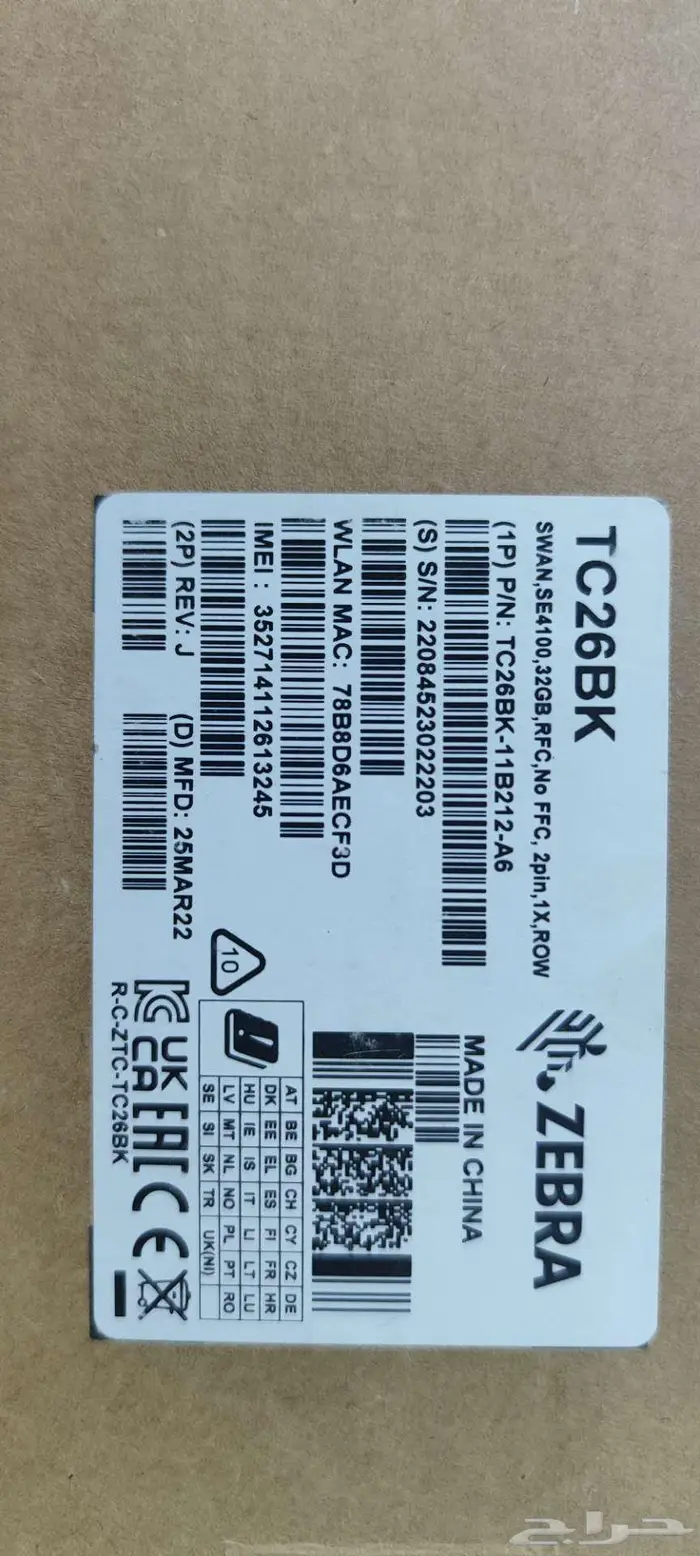 TC26BK
SWAN,SE4100,32GB,RFC,No FFC, 2pin,1X,ROW
ZEBRA
(1P) P/N: TC26BK-11B212-A6
MADE IN CHINA
(S) S/N: 22084523022203
WLAN MAC: 78B8D6AECF3D
IMEI : 352714112613245
(2P) REV: J
(D) MFD: 25MAR22
10
AT BE BG CH CY CZ DE
DK EE EL ES FI FR HR
HU IE IS IT LI LT LU
LV MT NL NO PL PT RO
SE SI SK TR UK(NI)
UK
CA
EAC
CE
R-C-ZTC-TC26BK
حراج